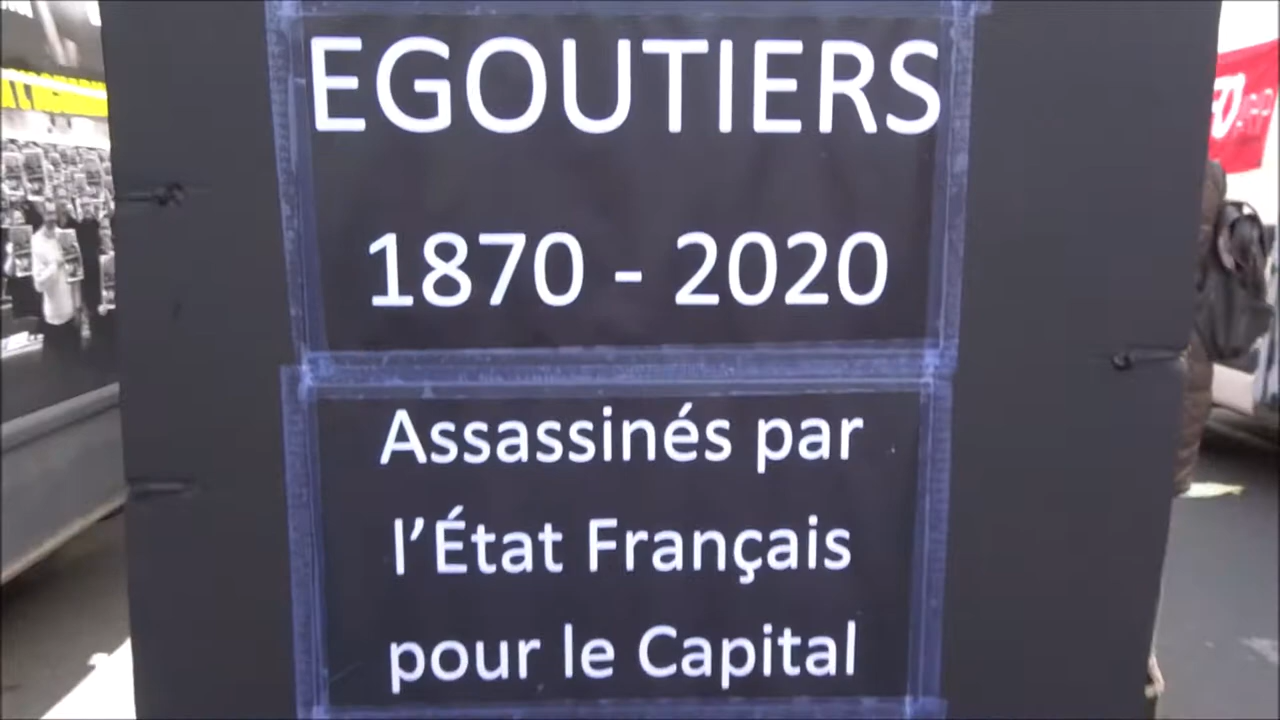 EGOUTIERS
1870 - 2020
Assassinés par
l’État Français
pour le Capital